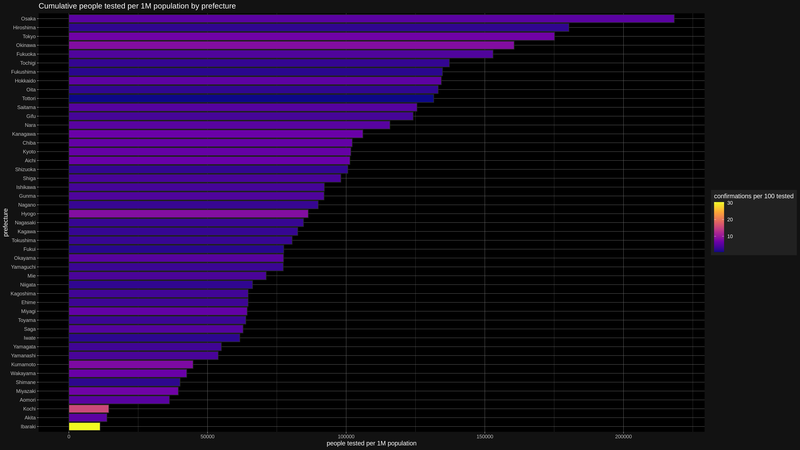 Cumulative people tested per 1M population by prefecture
Osaka
Hiroshima
Tokyo
Okinawa
Fukuoka
Tochigi
Fukushima
Hokkaido
Oita
Tottori
Saitama
Gifu
Nara
Kanagawa
Chiba
Kyoto
Aichi
Shizuoka
Shiga
Ishikawa
Gunma
Nagano
Hyogo
Nagasaki
Kagawa
Tokushima
Fukui
Okayama
Yamaguchi
Mie
Niigata
Kagoshima
Ehime
Miyagi
Toyama
Saga
Iwate
Yamagata
Yamanashi
Kumamoto
Wakayama
Shimane
Miyazaki
Aomori
Kochi
Akita
Ibaraki
prefecture
0 50000 100000 150000 200000
people tested per 1M population
confirmations per 100 tested
30
20
10